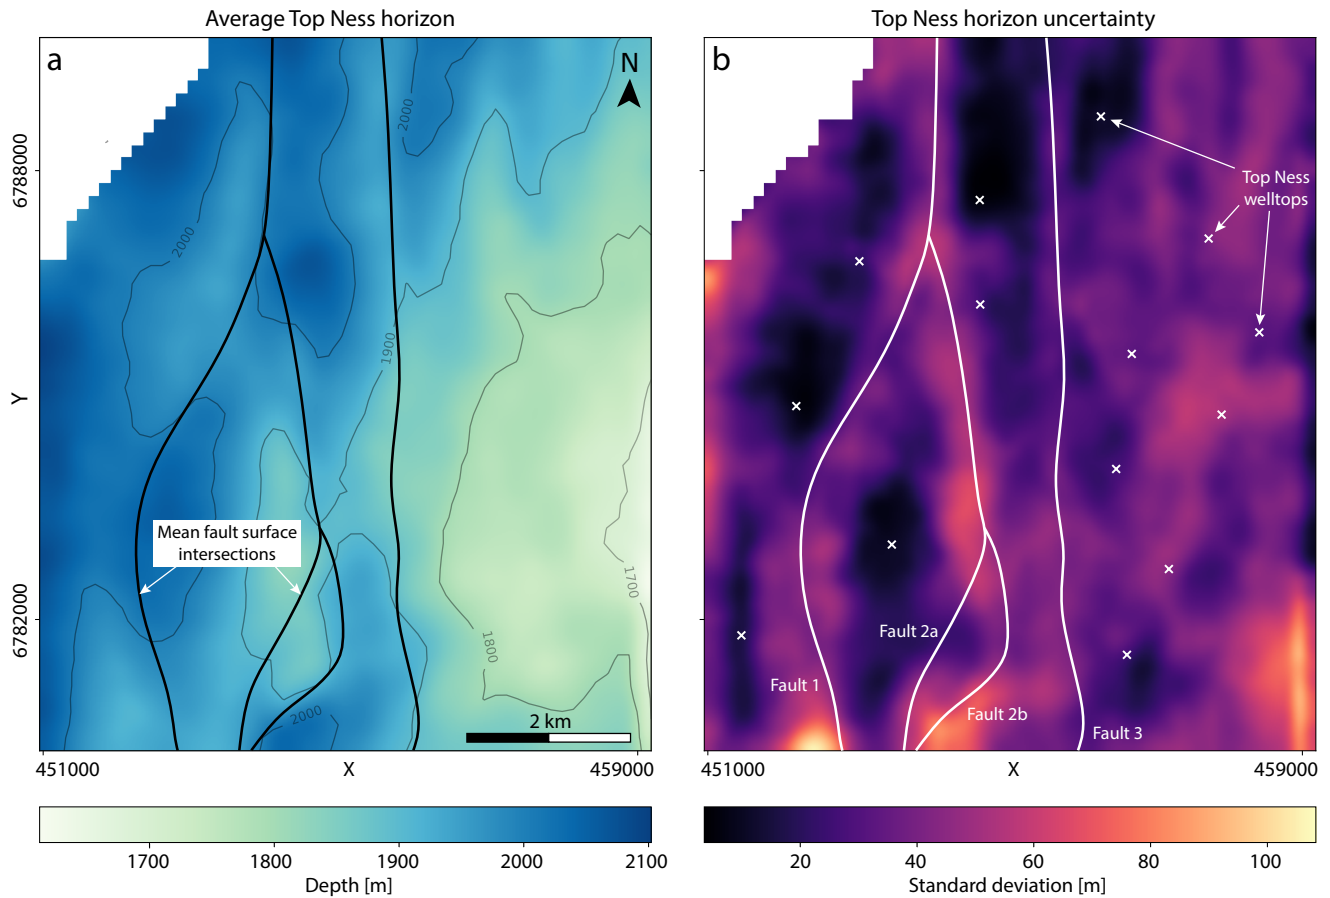 Average Top Ness horizon
Top Ness horizon uncertainty
a
N
2000
2000
1900
1800
1700
2000
Mean fault surface
intersections
2 km
6788000
Y
6782000
451000
X
459000
1700
1800
1900
2000
2100
Depth [m]
b
Top Ness
welltops
Fault 2a
Fault 1
Fault 2b
Fault 3
451000
X
459000
20
40
60
80
100
Standard deviation [m]